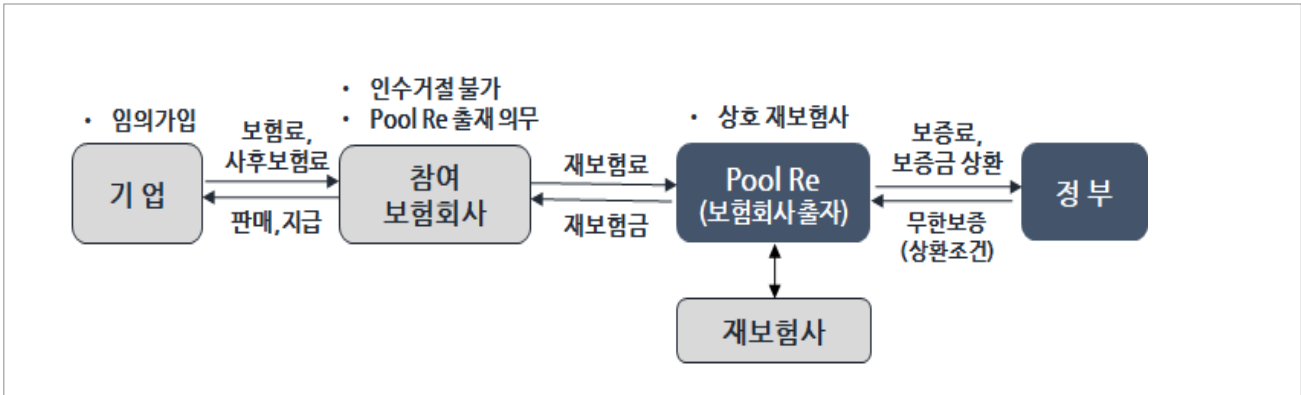 • 임의가입
기 업
보험료,
사후보험료
판매,지급
• 인수거절 불가
• Pool Re 출재 의무
참여
보험회사
재보험료
재보험금
• 상호 재보험사
Pool Re
(보험회사 출자)
보증료,
보증금 상환
무한보증
(상환조건)
정 부
재보험사